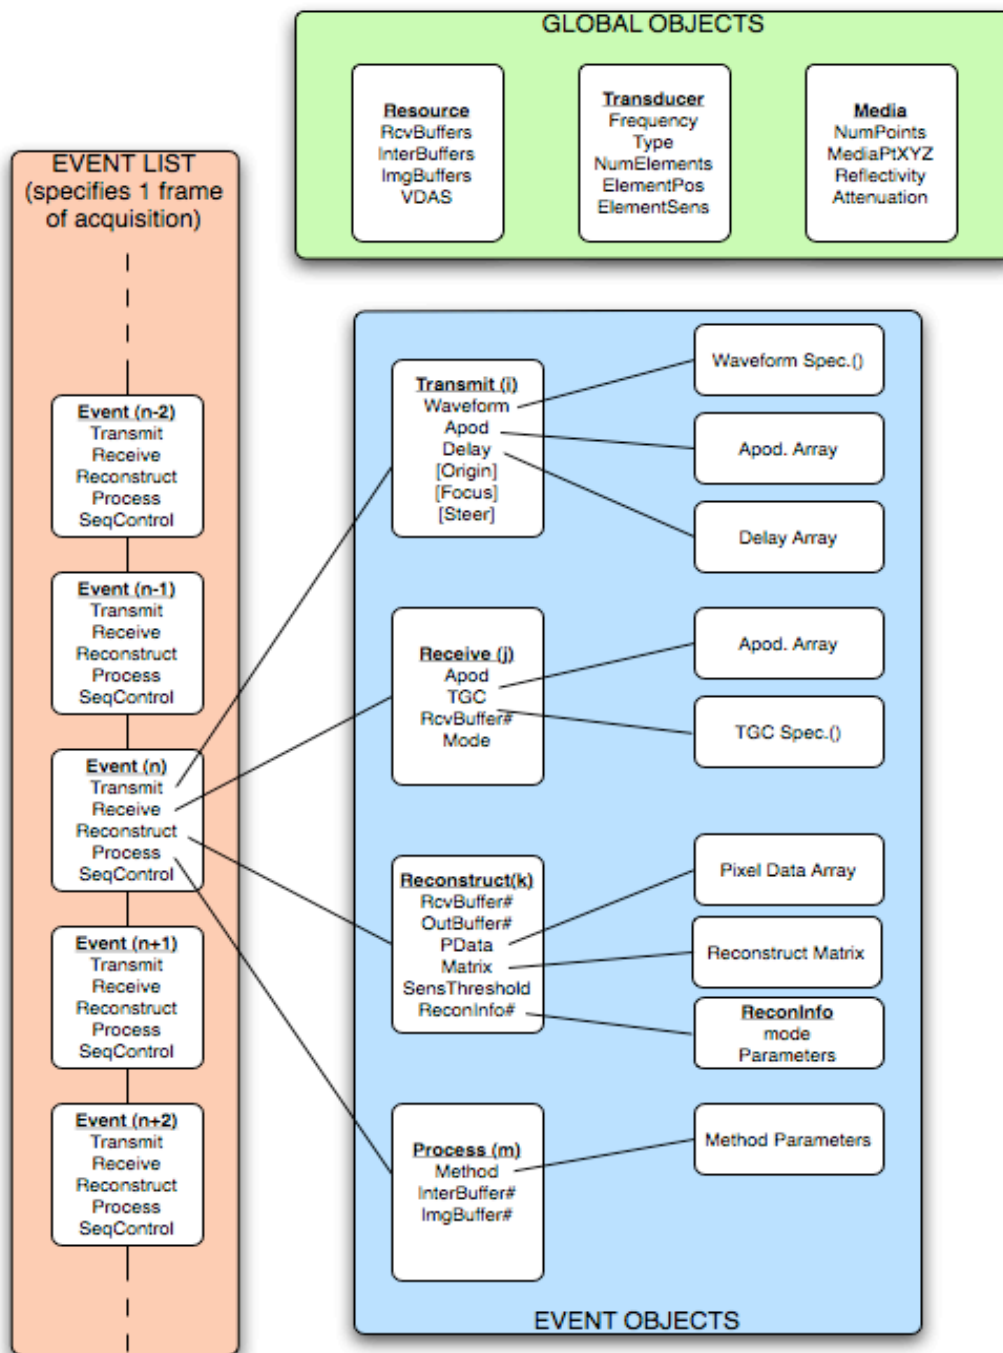 GLOBAL OBJECTS
Resource
RcvBuffers
InterBuffers
ImgBuffers
VDAS
Transducer
Frequency
Type
NumElements
ElementPos
ElementSens
Media
NumPoints
MediaPtXYZ
Reflectivity
Attenuation
EVENT LIST
(specifies 1 frame
of acquisition)
Event (n-2)
Transmit
Receive
Reconstruct
Process
SeqControl
Event (n-1)
Transmit
Receive
Reconstruct
Process
SeqControl
Event (n)
Transmit
Receive
Reconstruct
Process
SeqControl
Event (n+1)
Transmit
Receive
Reconstruct
Process
SeqControl
Event (n+2)
Transmit
Receive
Reconstruct
Process
SeqControl
Transmit (i)
Waveform
Apod
Delay
[Origin]
[Focus]
[Steer]
Waveform Spec.()
Apod. Array
Delay Array
Receive (j)
Apod
TGC
RcvBuffer#
Mode
Apod. Array
TGC Spec.()
Reconstruct(k)
RcvBuffer#
OutBuffer#
PData
Matrix
SensThreshold
ReconInfo#
Pixel Data Array
Reconstruct Matrix
ReconInfo
mode
Parameters
Process (m)
Method
InterBuffer#
ImgBuffer#
Method Parameters
EVENT OBJECTS